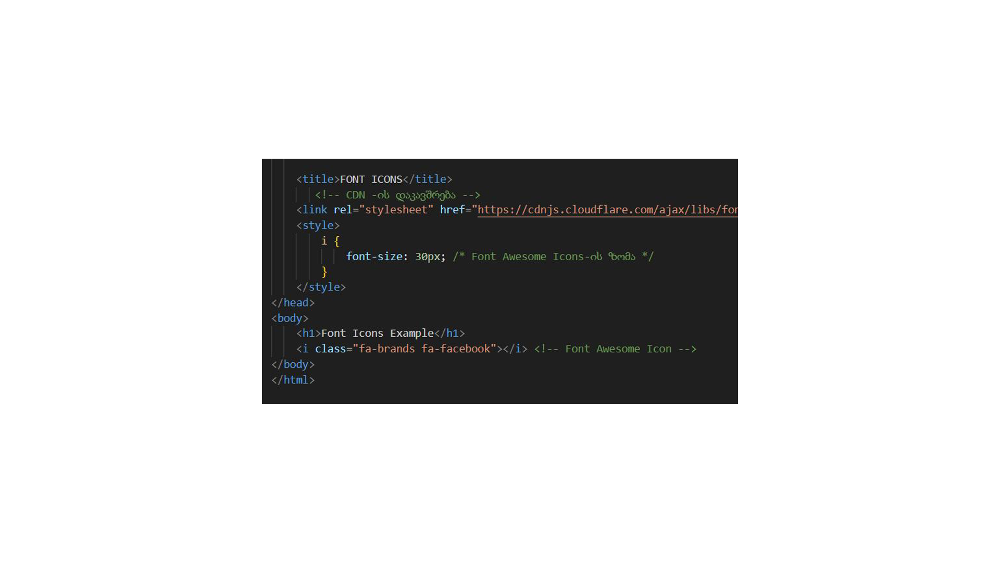 <title>FONT ICONS</title>
<!-- CDN -ის დაკავშრება -->
<link rel="stylesheet" href="https://cdnjs.cloudflare.com/ajax/libs/for
<style>
i {
font-size: 30px; /* Font Awesome Icons-ის ზომა */
}
</style>
</head>
<body>
<h1>Font Icons Example</h1>
<i class="fa-brands fa-facebook"></i> <!-- Font Awesome Icon -->
</body>
</html>